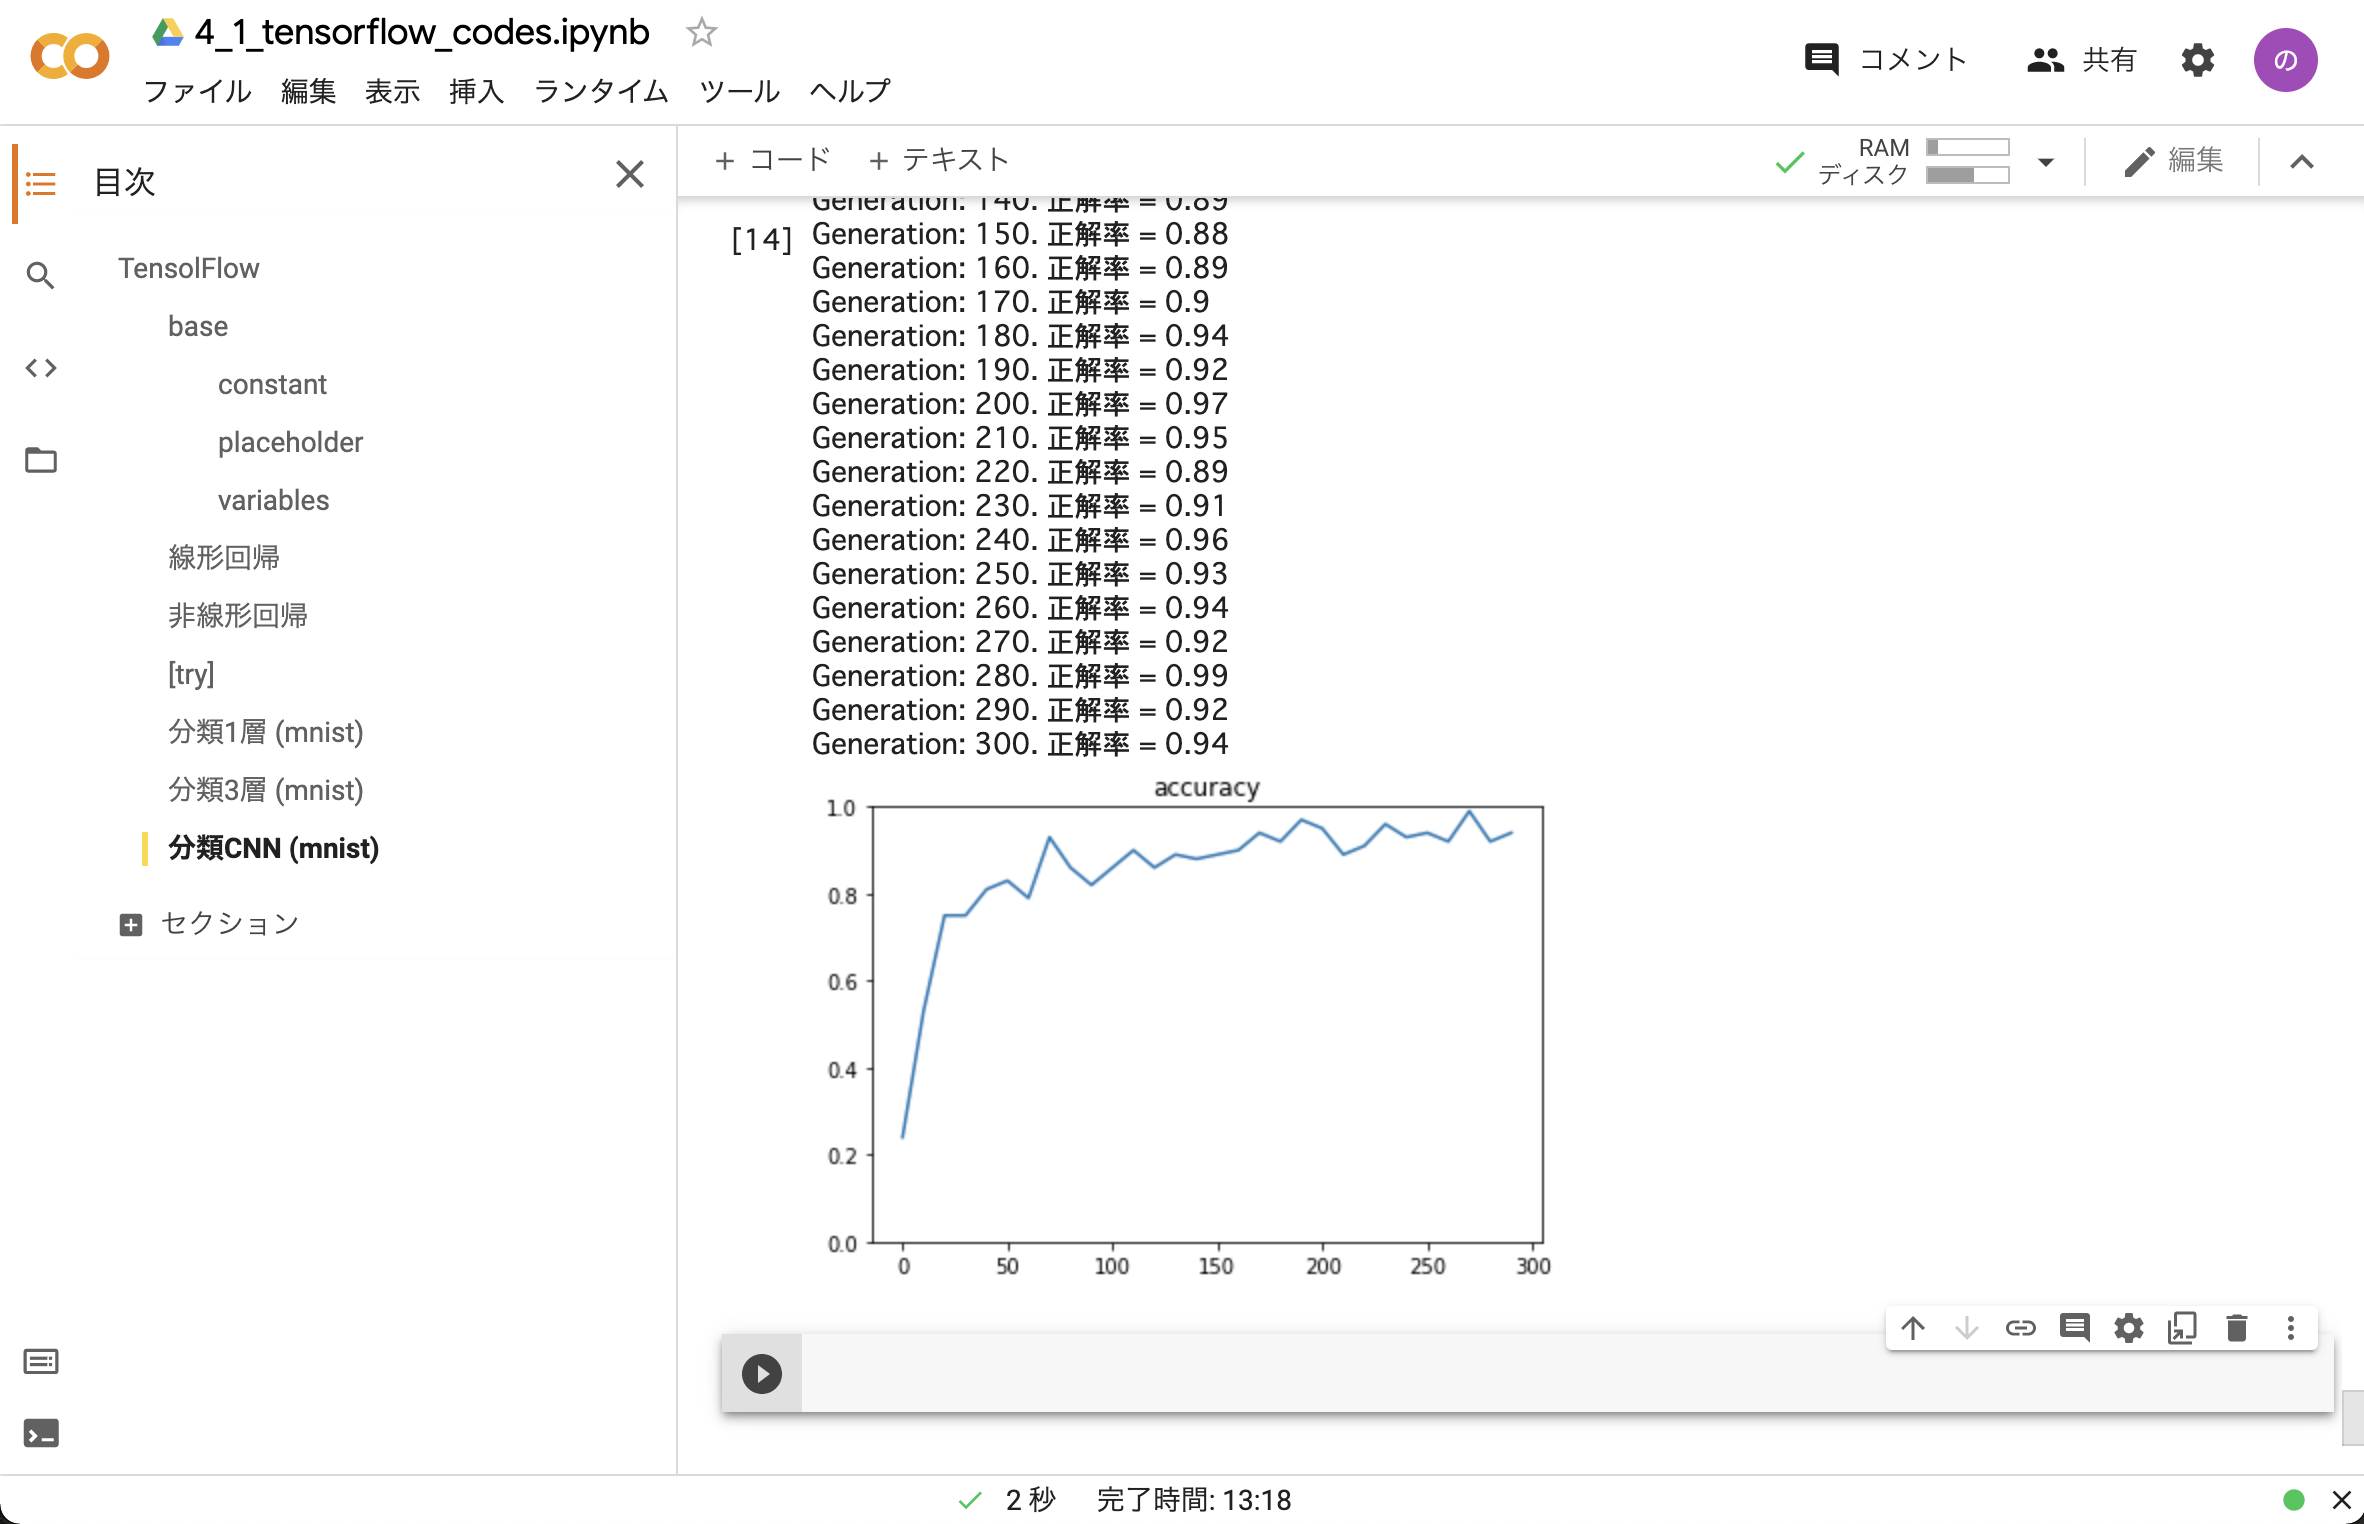 4_1_tensorflow_codes.ipynb
ファイル 編集 表示 挿入 ランタイム ツール ヘルプ
コメント 共有 の
目次
TensolFlow
base
constant
placeholder
variables
線形回帰
非線形回帰
[try]
分類1層 (mnist)
分類3層 (mnist)
分類CNN (mnist)
セクション
+ コード + テキスト
RAM
ディスク
編集
Generation: 140. 正解率 = 0.89
[14]
Generation: 150. 正解率 = 0.88
Generation: 160. 正解率 = 0.89
Generation: 170. 正解率 = 0.9
Generation: 180. 正解率 = 0.94
Generation: 190. 正解率 = 0.92
Generation: 200. 正解率 = 0.97
Generation: 210. 正解率 = 0.95
Generation: 220. 正解率 = 0.89
Generation: 230. 正解率 = 0.91
Generation: 240. 正解率 = 0.96
Generation: 250. 正解率 = 0.93
Generation: 260. 正解率 = 0.94
Generation: 270. 正解率 = 0.92
Generation: 280. 正解率 = 0.99
Generation: 290. 正解率 = 0.92
Generation: 300. 正解率 = 0.94
accuracy
1.0
0.8
0.6
0.4
0.2
0.0
0 50 100 150 200 250 300
2 秒 完了時間: 13:18